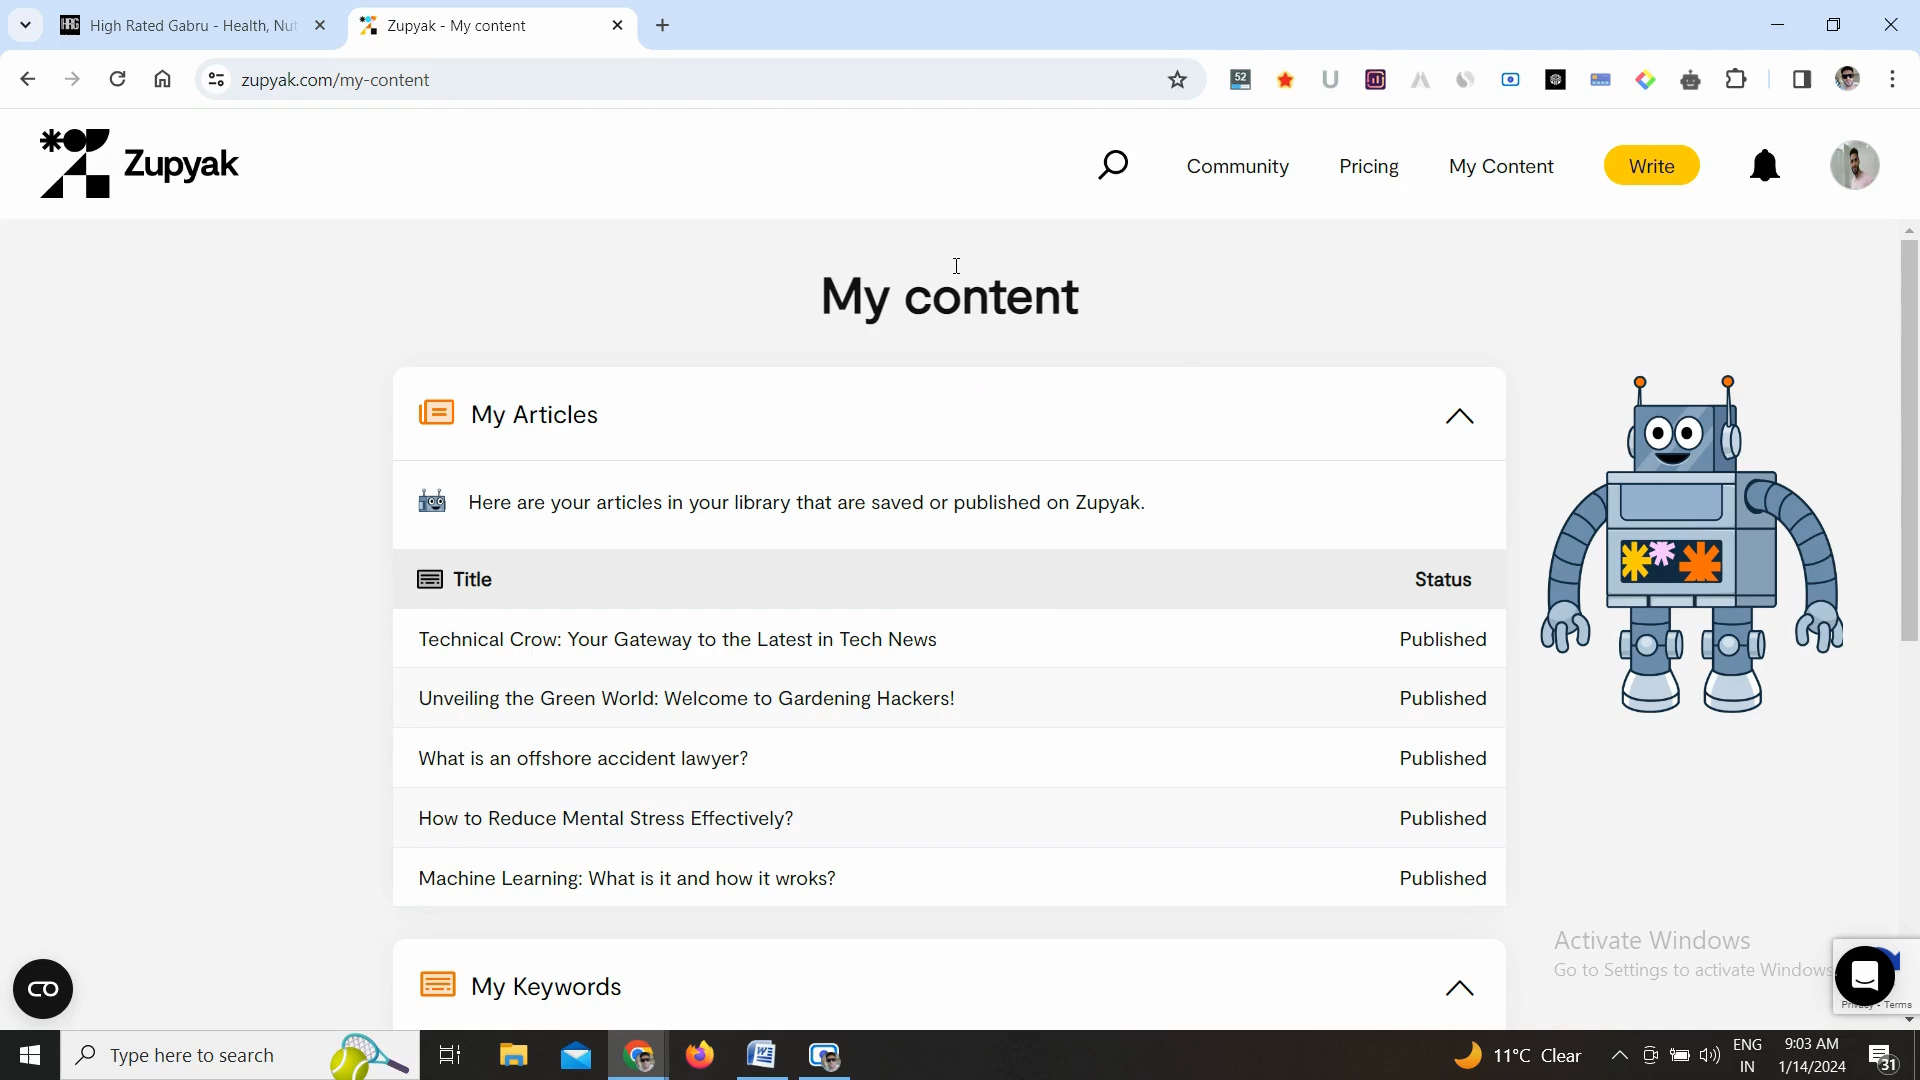 HRG High Rated Gabru - Health, Nut
Zupyak - My content
zupyak.com/my-content
52
Zupyak
Community
Pricing
My Content
Write
My content
My Articles
Here are your articles in your library that are saved or published on Zupyak.
Title
Status
Technical Crow: Your Gateway to the Latest in Tech News
Published
Unveiling the Green World: Welcome to Gardening Hackers!
Published
What is an offshore accident lawyer?
Published
How to Reduce Mental Stress Effectively?
Published
Machine Learning: What is it and how it wroks?
Published
My Keywords
Activate Windows
Go to Settings to activate Windows
Privacy - Terms
Type here to search
11°C Clear
ENG
IN
9:03 AM
1/14/2024
31